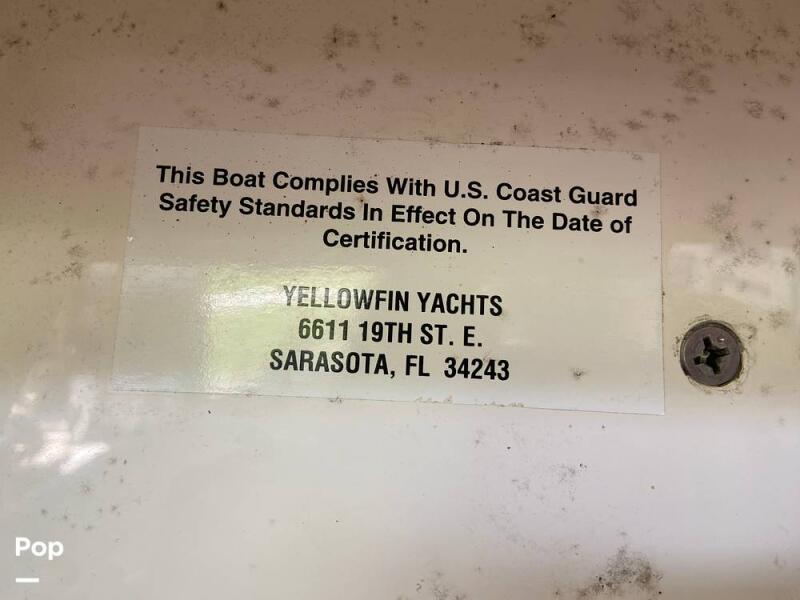 This Boat Complies With U.S. Coast Guard
Safety Standards In Effect On The Date of
Certification.
YELLOWFIN YACHTS
6611 19TH ST. E.
SARASOTA, FL 34243
Pop